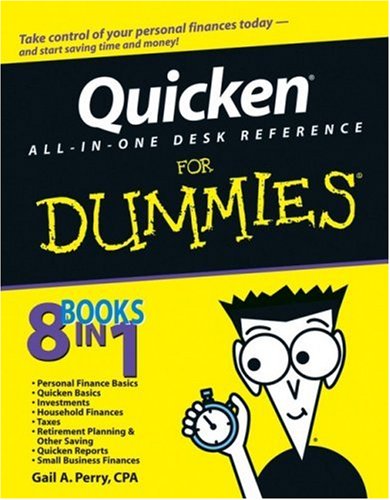 Take control of your personal finances today —
and start saving time and money!
Quicken®
ALL-IN-ONE DESK REFERENCE
FOR
DUMMIES®
8 BOOKS IN 1
• Personal Finance Basics
• Quicken Basics
• Investments
• Household Finances
• Taxes
• Retirement Planning &
Other Saving
• Quicken Reports
• Small Business Finances
Gail A. Perry, CPA